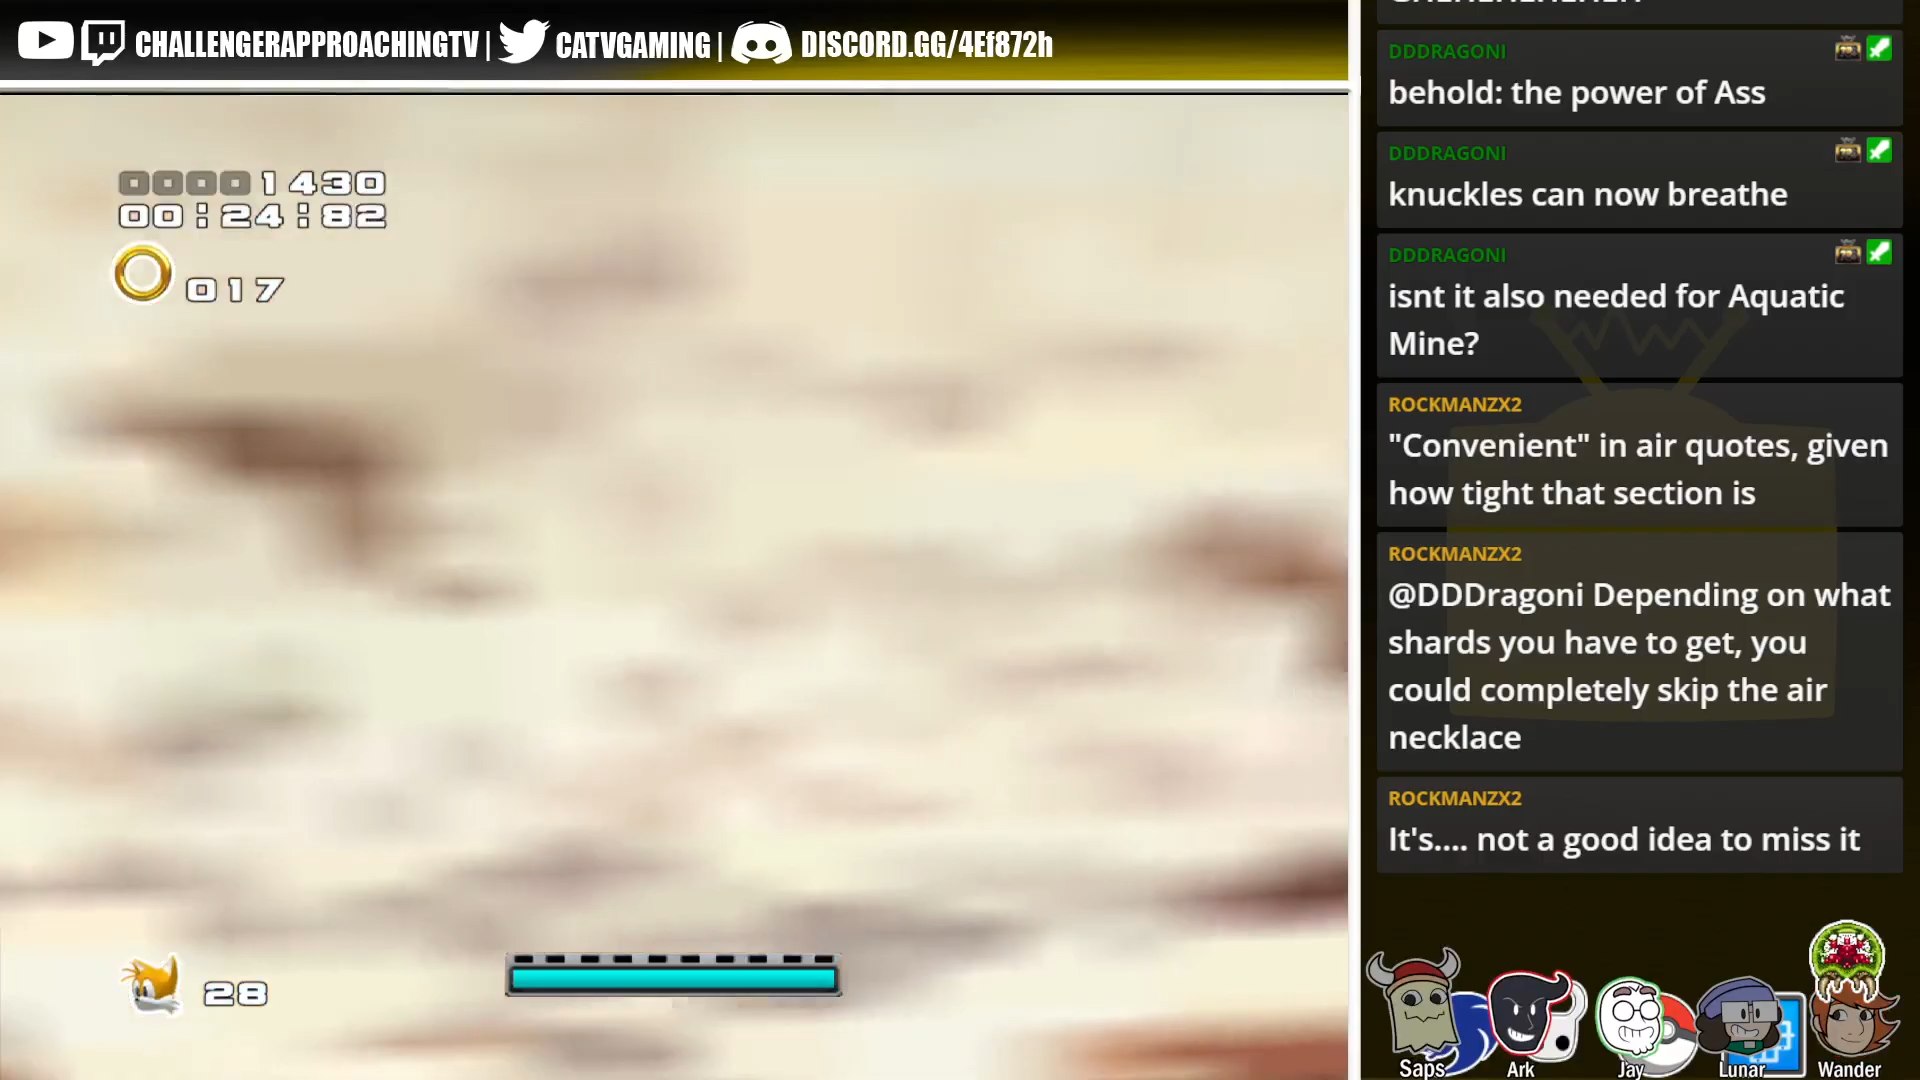 CHALLENGERAPPROACHINGTV | CATVGAMING | DISCORD.GG/4Ef872h
00001430
00:24:82
017
28
DDDRAGONI
behold: the power of Ass
DDDRAGONI
knuckles can now breathe
DDDRAGONI
isnt it also needed for Aquatic
Mine?
ROCKMANZX2
"Convenient" in air quotes, given
how tight that section is
ROCKMANZX2
@DDDragoni Depending on what
shards you have to get, you
could completely skip the air
necklace
ROCKMANZX2
It's.... not a good idea to miss it
Saps Ark Jay Lunar Wander